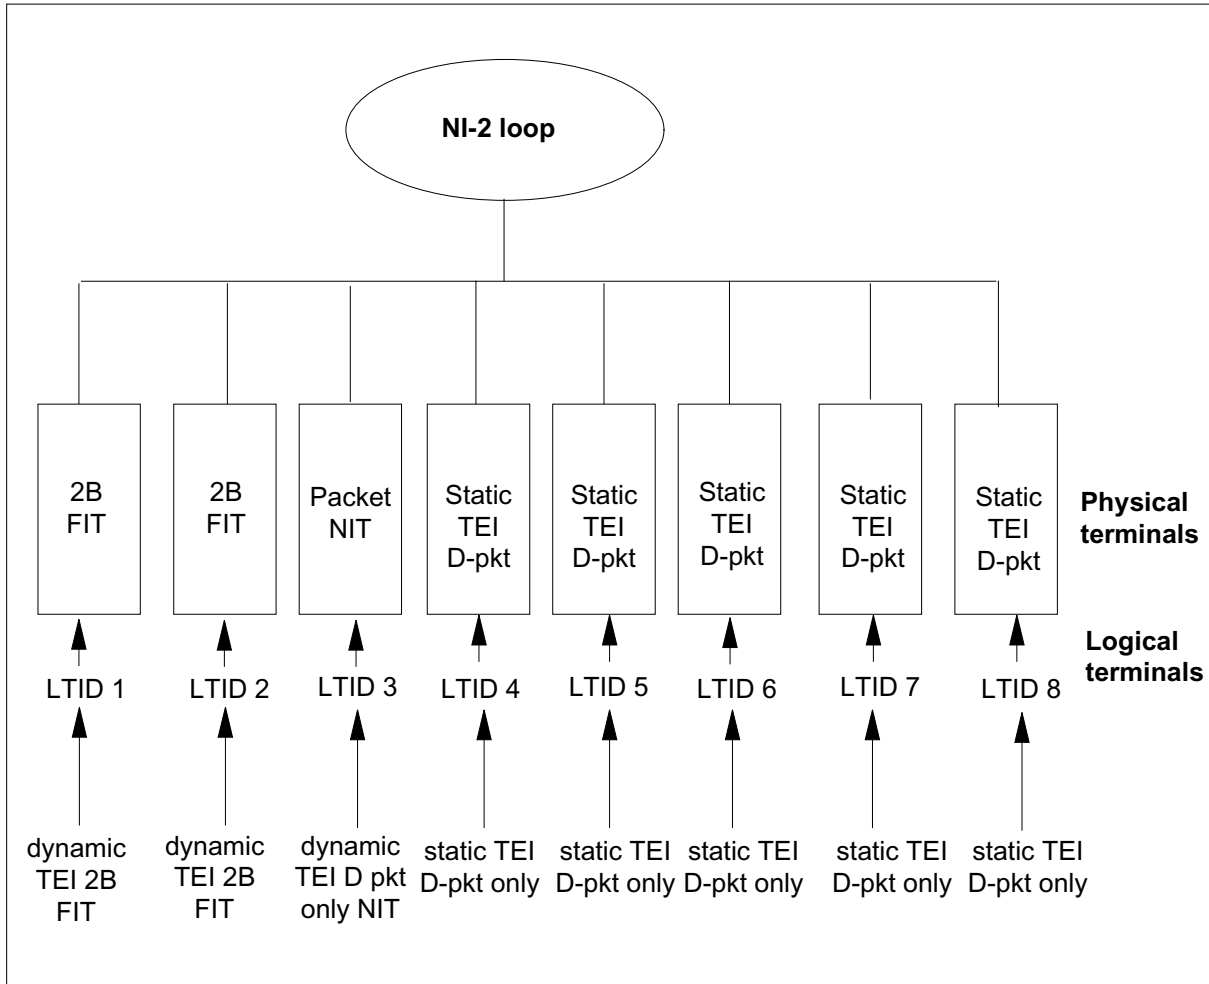 NI-2 loop
2B
FIT
2B
FIT
Packet
NIT
Static
TEI
D-pkt
Static
TEI
D-pkt
Static
TEI
D-pkt
Static
TEI
D-pkt
Static
TEI
D-pkt
Physical
terminals
Logical
terminals
LTID 1
LTID 2
LTID 3
LTID 4
LTID 5
LTID 6
LTID 7
LTID 8
dynamic
TEI 2B
FIT
dynamic
TEI 2B
FIT
dynamic
TEI D pkt
only NIT
static TEI
D-pkt only
static TEI
D-pkt only
static TEI
D-pkt only
static TEI
D-pkt only
static TEI
D-pkt only